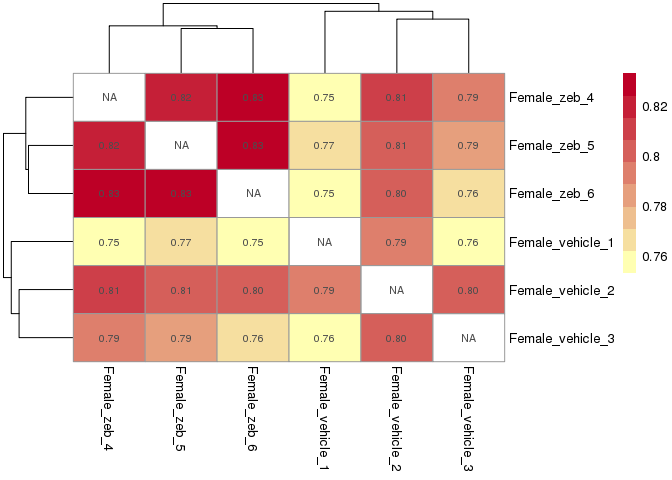 NA 0.82 0.83 0.75 0.81 0.79 Female_zeb_4
0.82 NA 0.83 0.77 0.81 0.79 Female_zeb_5
0.83 0.83 NA 0.75 0.80 0.76 Female_zeb_6
0.75 0.77 0.75 NA 0.79 0.76 Female_vehicle_1
0.81 0.81 0.80 0.79 NA 0.80 Female_vehicle_2
0.79 0.79 0.76 0.76 0.80 NA Female_vehicle_3
Female_zeb_4
Female_zeb_5
Female_zeb_6
Female_vehicle_1
Female_vehicle_2
Female_vehicle_3
0.82
0.8
0.78
0.76